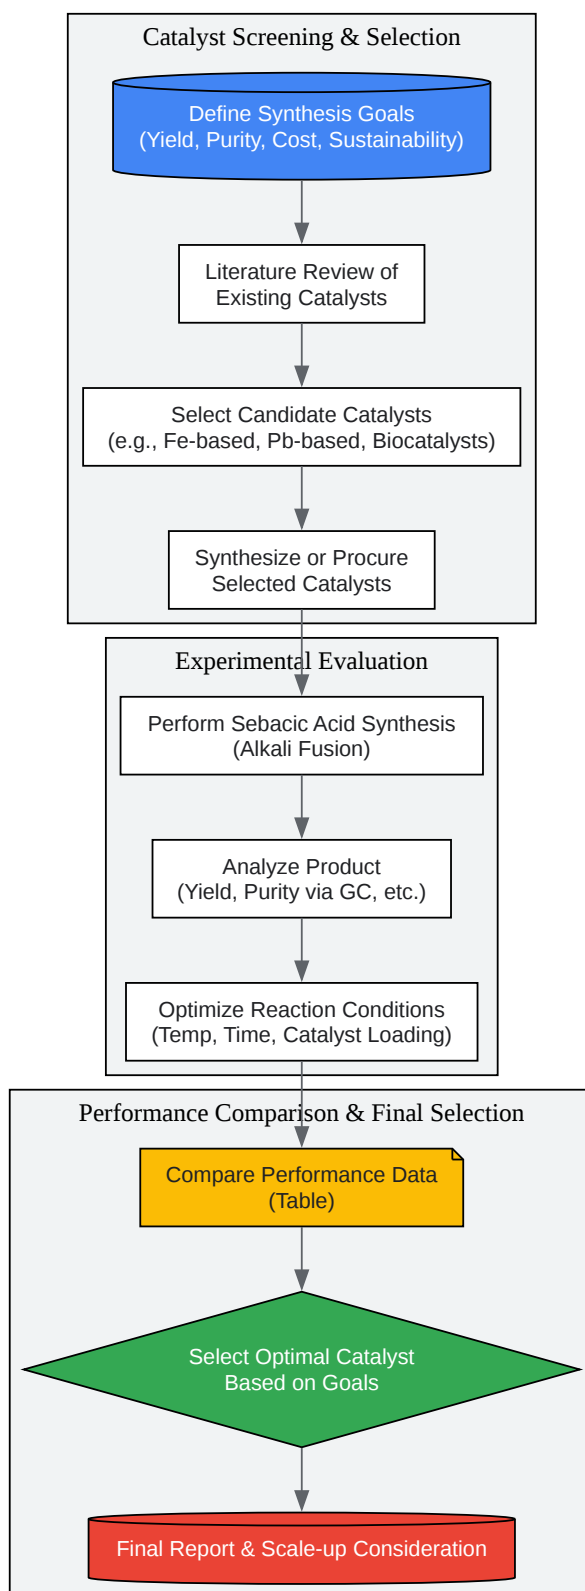 Catalyst Screening & Selection
Define Synthesis Goals
(Yield, Purity, Cost, Sustainability)
Literature Review of
Existing Catalysts
Select Candidate Catalysts
(e.g., Fe-based, Pb-based, Biocatalysts)
Synthesize or Procure
Selected Catalysts
Experimental Evaluation
Perform Sebacic Acid Synthesis
(Alkali Fusion)
Analyze Product
(Yield, Purity via GC, etc.)
Optimize Reaction Conditions
(Temp, Time, Catalyst Loading)
Performance Comparison & Final Selection
Compare Performance Data
(Table)
Select Optimal Catalyst
Based on Goals
Final Report & Scale-up Consideration